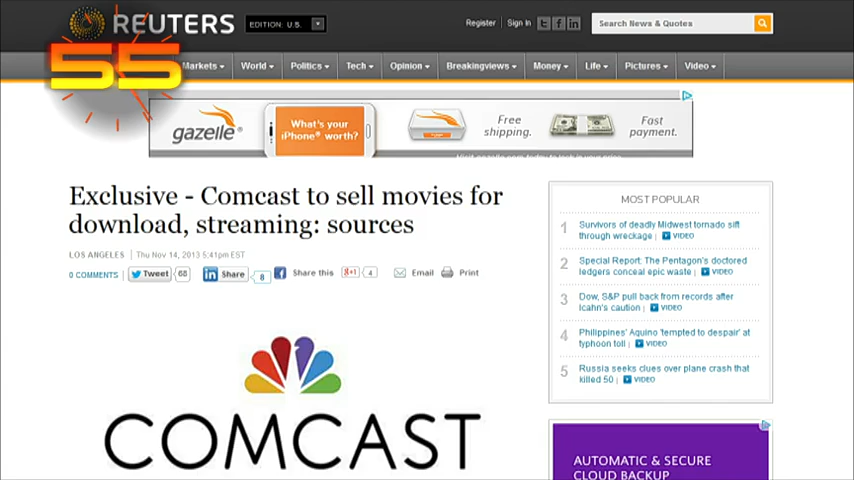 REUTERS
EDITION: U.S.
Register
Sign In
Search News & Quotes
55
Markets
World
Politics
Tech
Opinion
Breakingviews
Money
Life
Pictures
Video
gazelle®
What's your
iPhone® worth?
Free
shipping.
Fast
payment.
Exclusive - Comcast to sell movies for
download, streaming: sources
LOS ANGELES | Thu Nov 14, 2013 5:41pm EST
0 COMMENTS
Tweet
68
in
Share
8
f
Share this
g+1
4
Email
Print
COMCAST
MOST POPULAR
1
Survivors of deadly Midwest tornado sift
through wreckage | VIDEO
2
Special Report: The Pentagon's doctored
ledgers conceal epic waste | VIDEO
3
Dow, S&P pull back from records after
Icahn's caution | VIDEO
4
Philippines' Aquino 'tempted to despair' at
typhoon toll | VIDEO
5
Russia seeks clues over plane crash that
killed 50 | VIDEO
AUTOMATIC & SECURE
CLOUD BACKUP